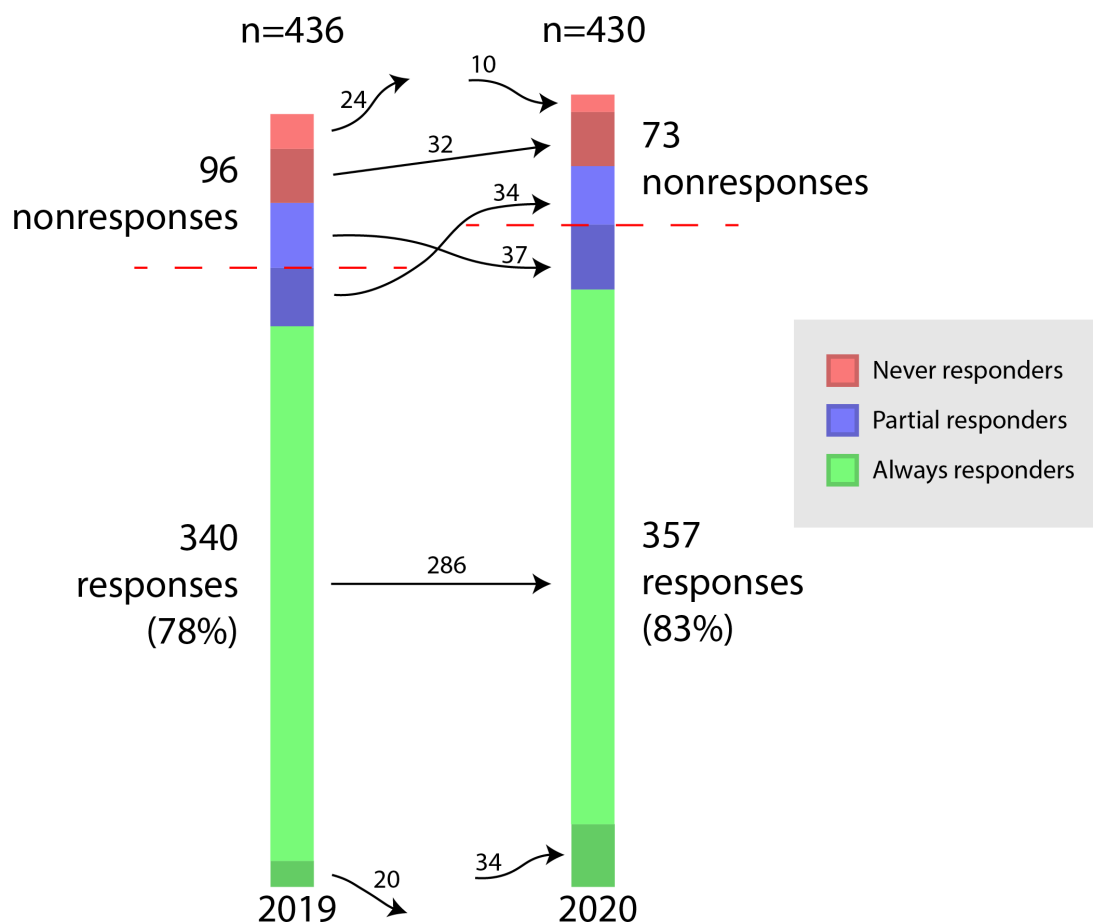 n=436
n=430
24
10
32
34
37
96
nonresponses
73
nonresponses
Never responders
Partial responders
Always responders
340
responses
(78%)
286
357
responses
(83%)
20
34
2019
2020